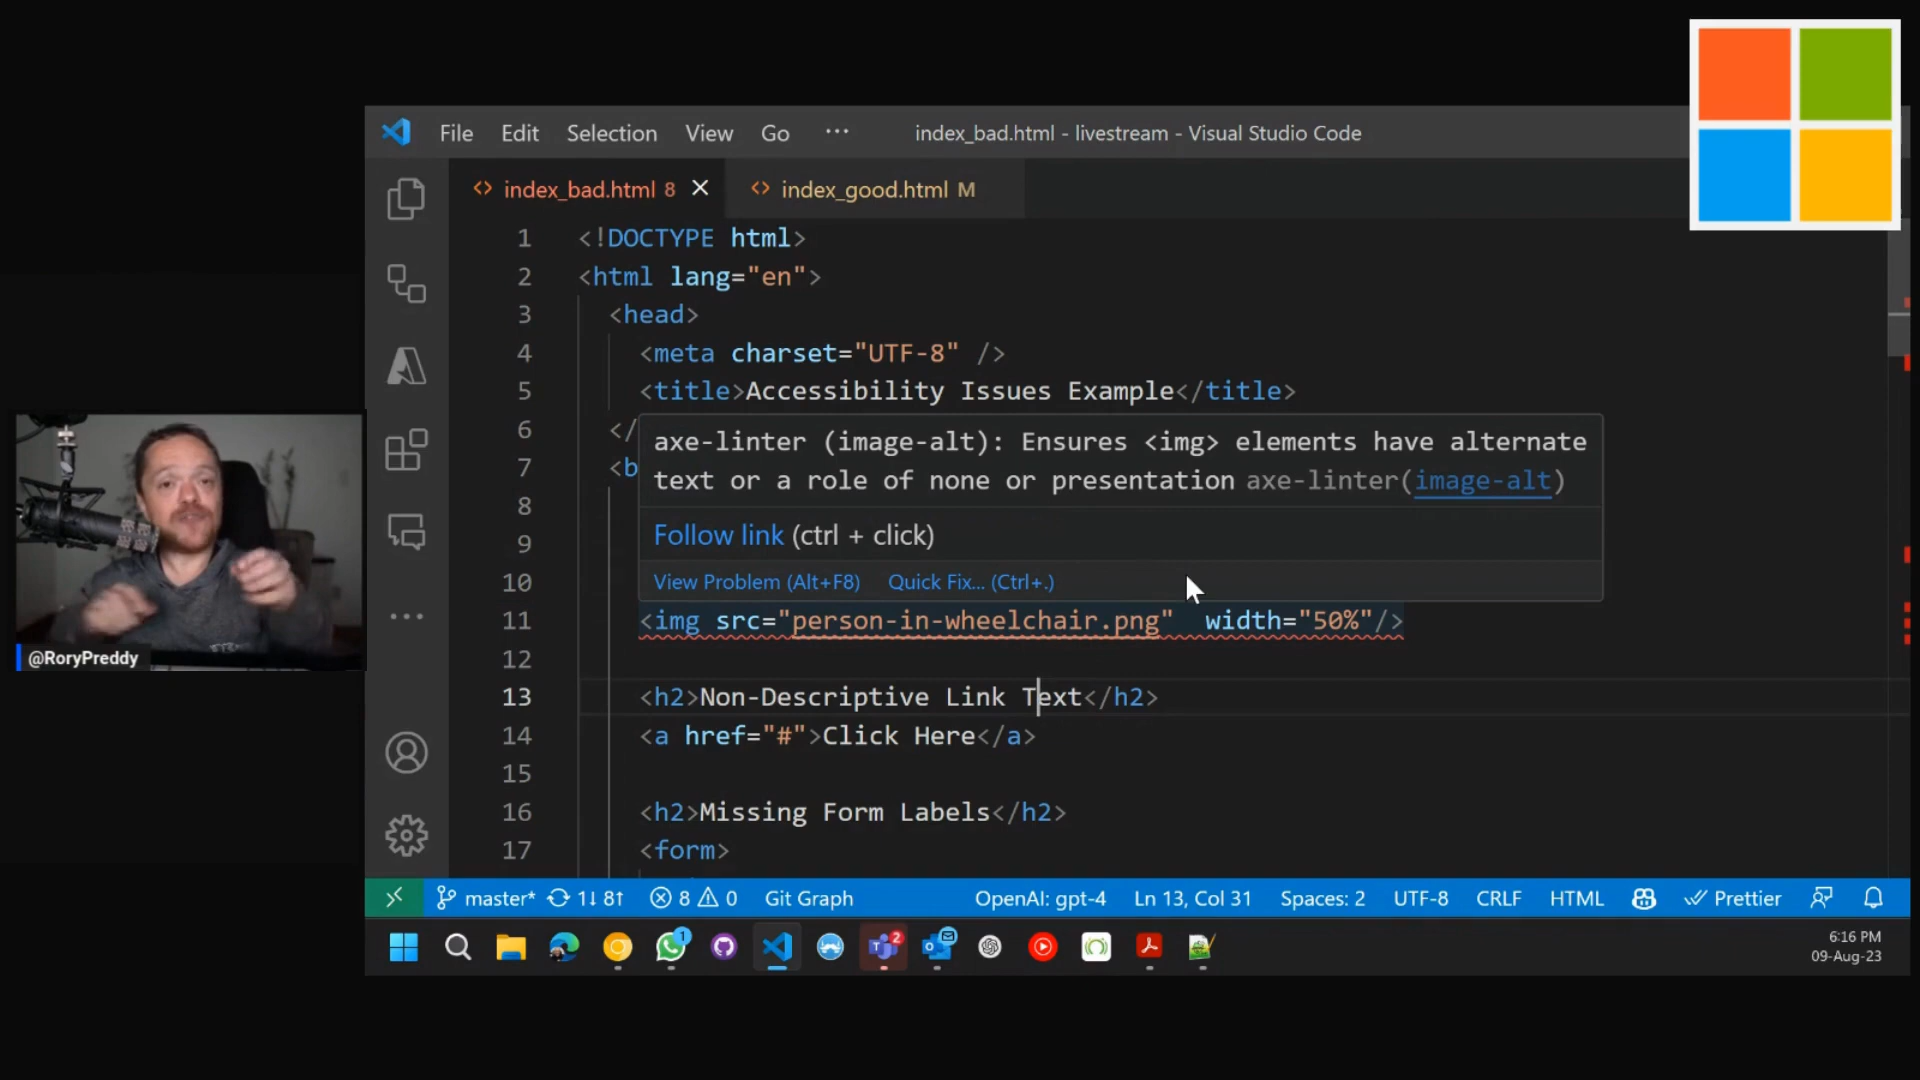 File Edit Selection View Go ··· index_bad.html - livestream - Visual Studio Code
index_bad.html 8 index_good.html M
1 <!DOCTYPE html>
2 <html lang="en">
3 <head>
4 <meta charset="UTF-8" />
5 <title>Accessibility Issues Example</title>
6 </
7 <b
8
9
10
axe-linter (image-alt): Ensures <img> elements have alternate
text or a role of none or presentation axe-linter(image-alt)
Follow link (ctrl + click)
View Problem (Alt+F8) Quick Fix... (Ctrl+.)
11 <img src="person-in-wheelchair.png"  width="50%"/>
12
13 <h2>Non-Descriptive Link Text</h2>
14 <a href="#">Click Here</a>
15
16 <h2>Missing Form Labels</h2>
17 <form>
@RoryPreddy
master* 1↓ 8↑ 8 0 Git Graph OpenAI: gpt-4 Ln 13, Col 31 Spaces: 2 UTF-8 CRLF HTML Prettier
1 2
6:16 PM
09-Aug-23